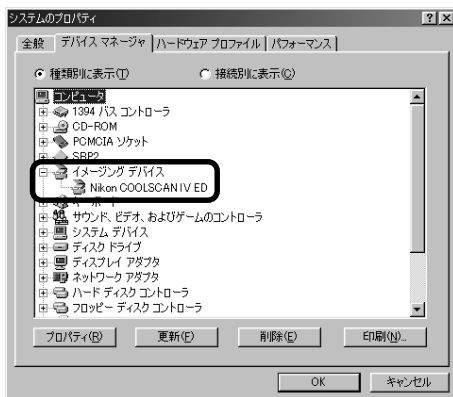 システムのプロパティ
全般 デバイス マネージャ ハードウェア プロファイル パフォーマンス
種類別に表示(T) 接続別に表示(C)
コンピュータ
1394 バス コントローラ
CD-ROM
PCMCIA ソケット
SBP2
イメージング デバイス
Nikon COOLSCAN IV ED
キーボード
サウンド、ビデオ、およびゲームのコントローラ
システム デバイス
ディスク ドライブ
ディスプレイ アダプタ
ネットワーク アダプタ
ハード ディスク コントローラ
フロッピー ディスク コントローラ
プロパティ(R) 更新(F) 削除(E) 印刷(N)...
OK キャンセル